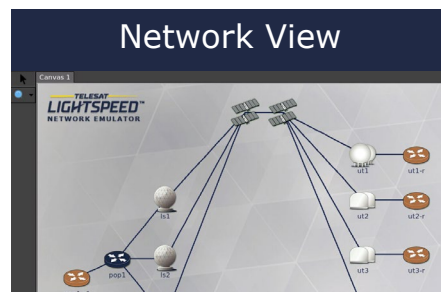 Network View
Canvas 1
TELESAT
LIGHTSPEED™
NETWORK EMULATOR
ut1
ut1-r
ls1
ut2
ut2-r
pop1
ls2
ut3
ut3-r